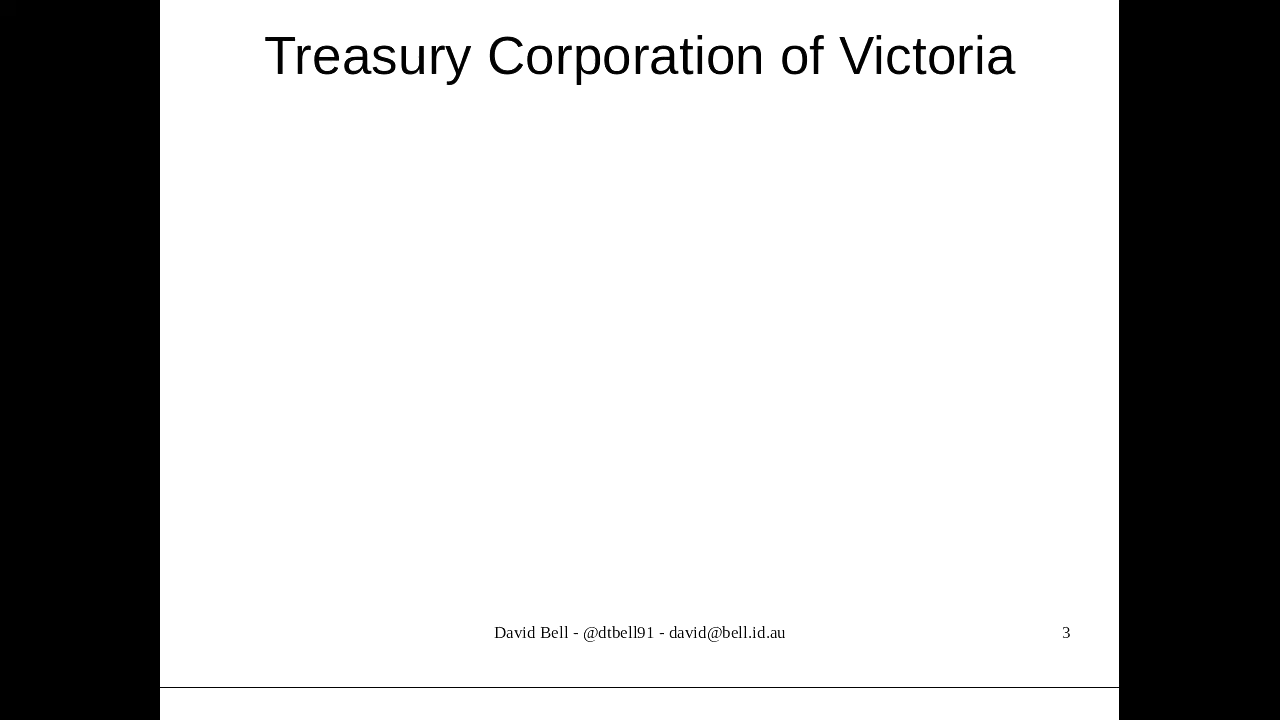 Treasury Corporation of Victoria
David Bell - @dtbell91 - david@bell.id.au
3